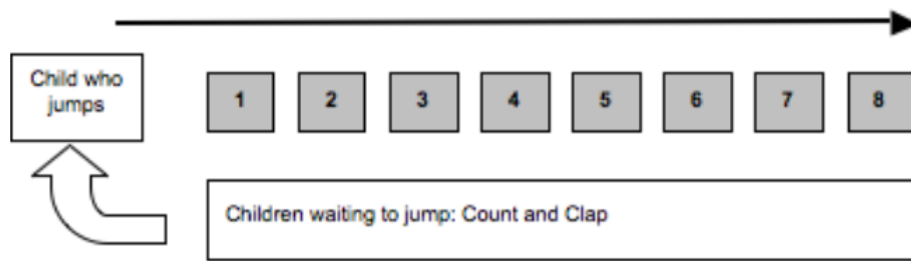 Child who
jumps
1 2 3 4 5 6 7 8
Children waiting to jump: Count and Clap